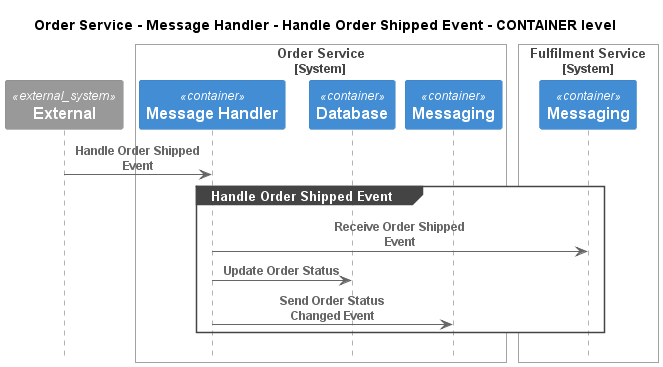 Order Service - Message Handler - Handle Order Shipped Event - CONTAINER level
Order Service
[System]
Fulfilment Service
[System]
«external_system»
External
«container»
Message Handler
«container»
Database
«container»
Messaging
«container»
Messaging
Handle Order Shipped
Event
Handle Order Shipped Event
Receive Order Shipped
Event
Update Order Status
Send Order Status
Changed Event